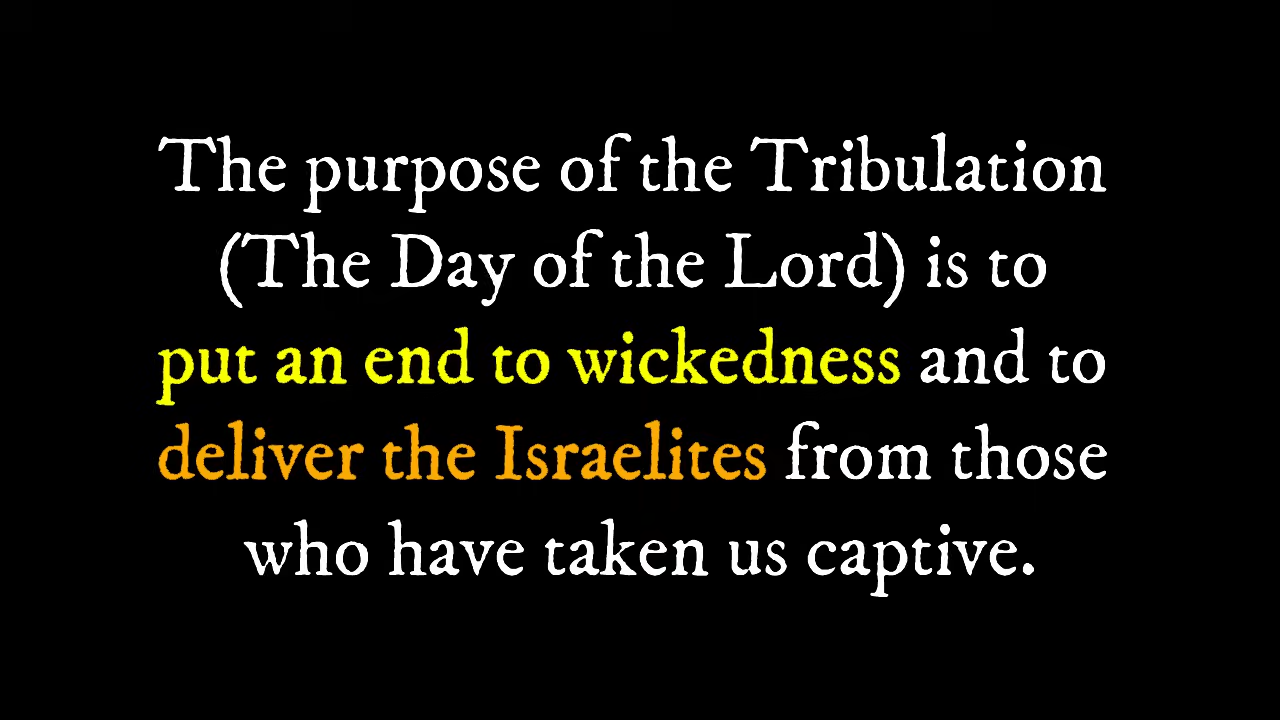 The purpose of the Tribulation
(The Day of the Lord) is to
put an end to wickedness and to
deliver the Israelites from those
who have taken us captive.